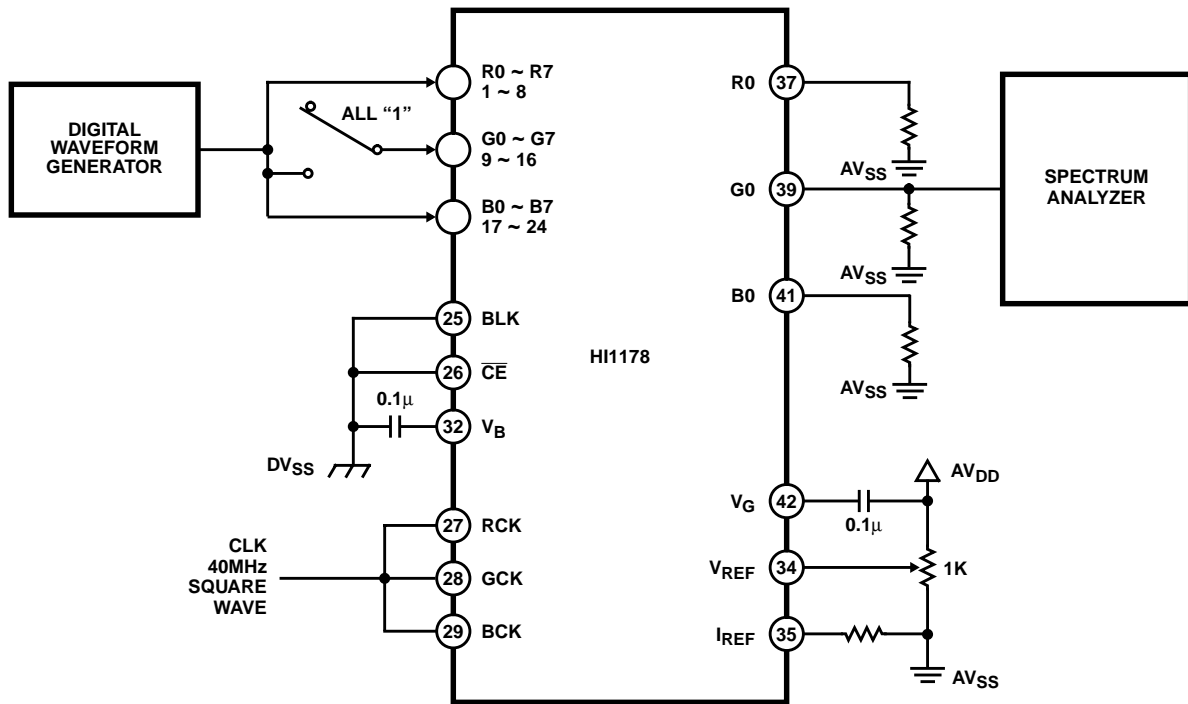 DIGITAL
WAVEFORM
GENERATOR
ALL “1”
R0 ~ R7
1 ~ 8
G0 ~ G7
9 ~ 16
B0 ~ B7
17 ~ 24
25 BLK
26 CE
0.1μ
32 VB
DVSS
CLK
40MHz
SQUARE
WAVE
27 RCK
28 GCK
29 BCK
HI1178
R0 37
AVSS
G0 39
AVSS
B0 41
AVSS
SPECTRUM
ANALYZER
AVDD
VG 42
0.1μ
VREF 34
1K
IREF 35
AVSS